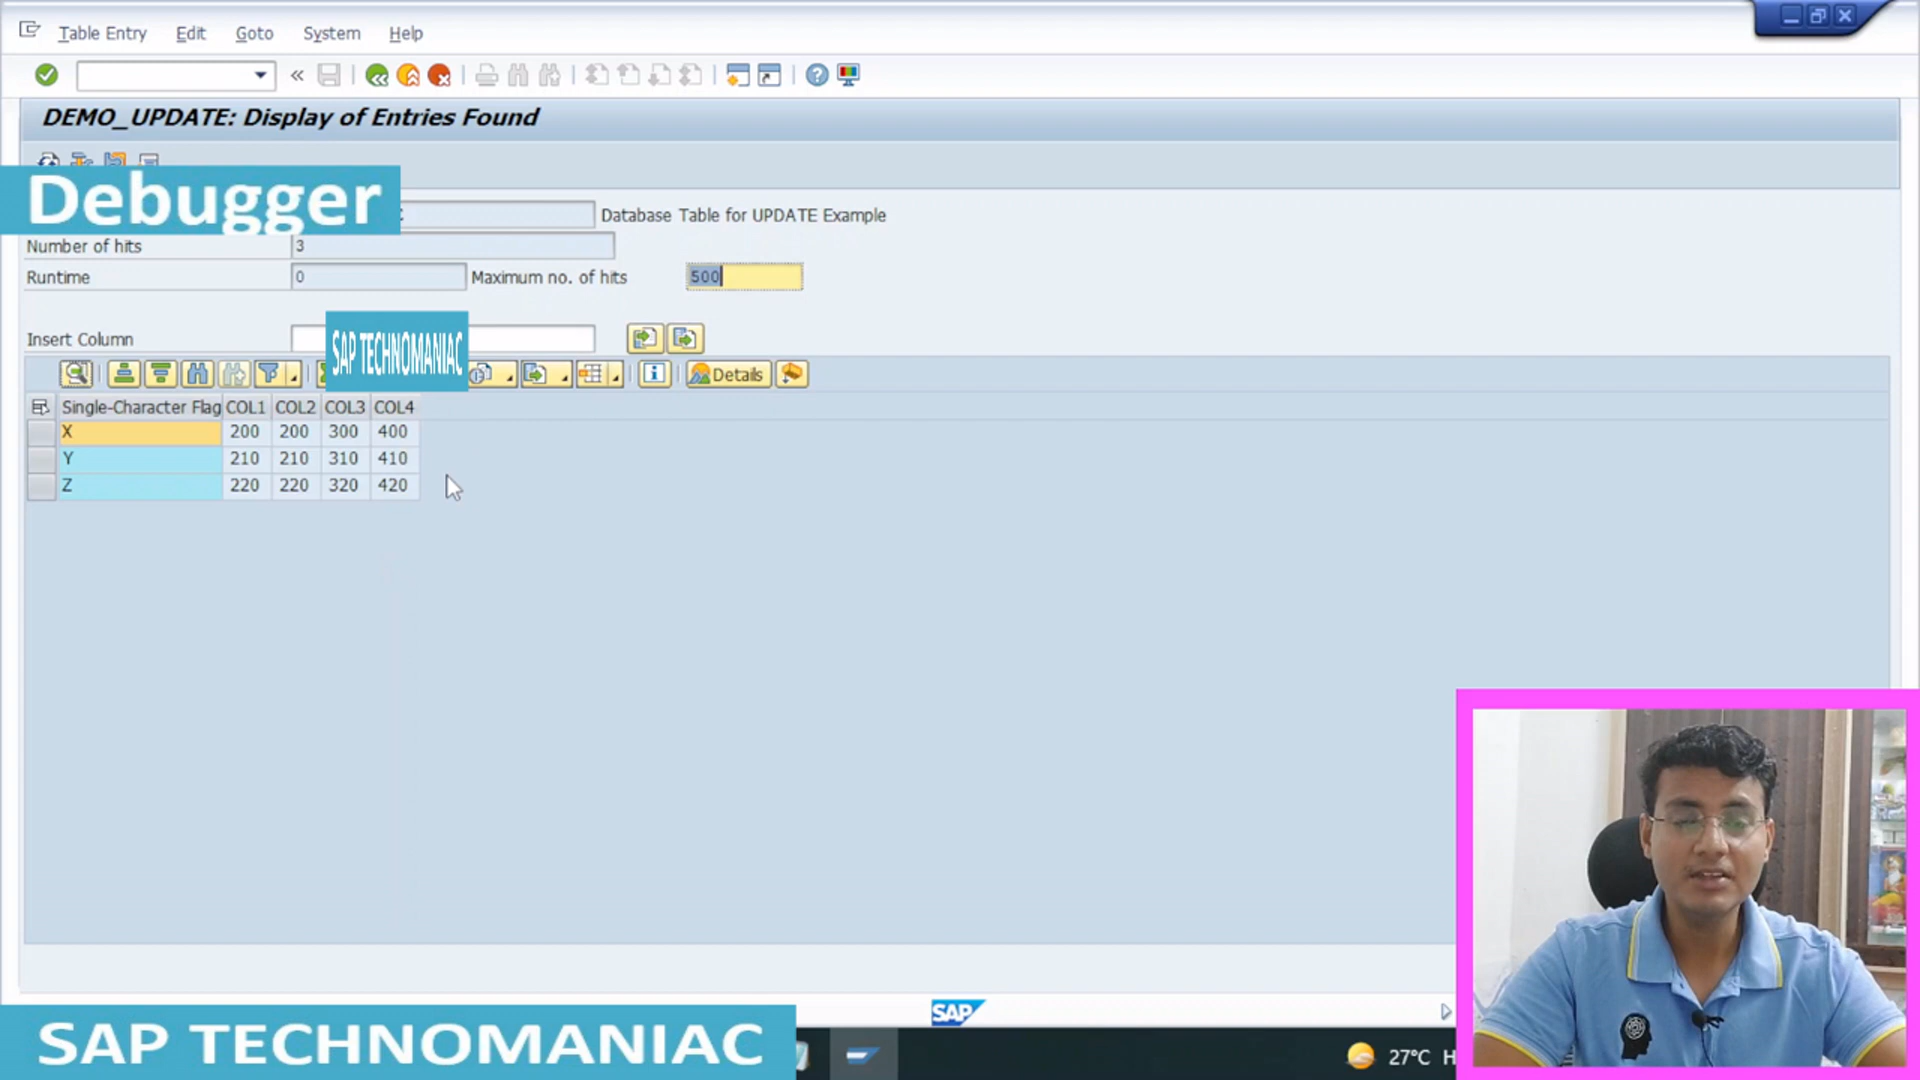 Table Entry Edit Goto System Help
DEMO_UPDATE: Display of Entries Found
Debugger
Database Table for UPDATE Example
Number of hits 3
Runtime 0 Maximum no. of hits 500
Insert Column
SAP TECHNOMANIAC
Details
Single-Character Flag COL1 COL2 COL3 COL4
X 200 200 300 400
Y 210 210 310 410
Z 220 220 320 420
SAP
SAP TECHNOMANIAC
27°C H